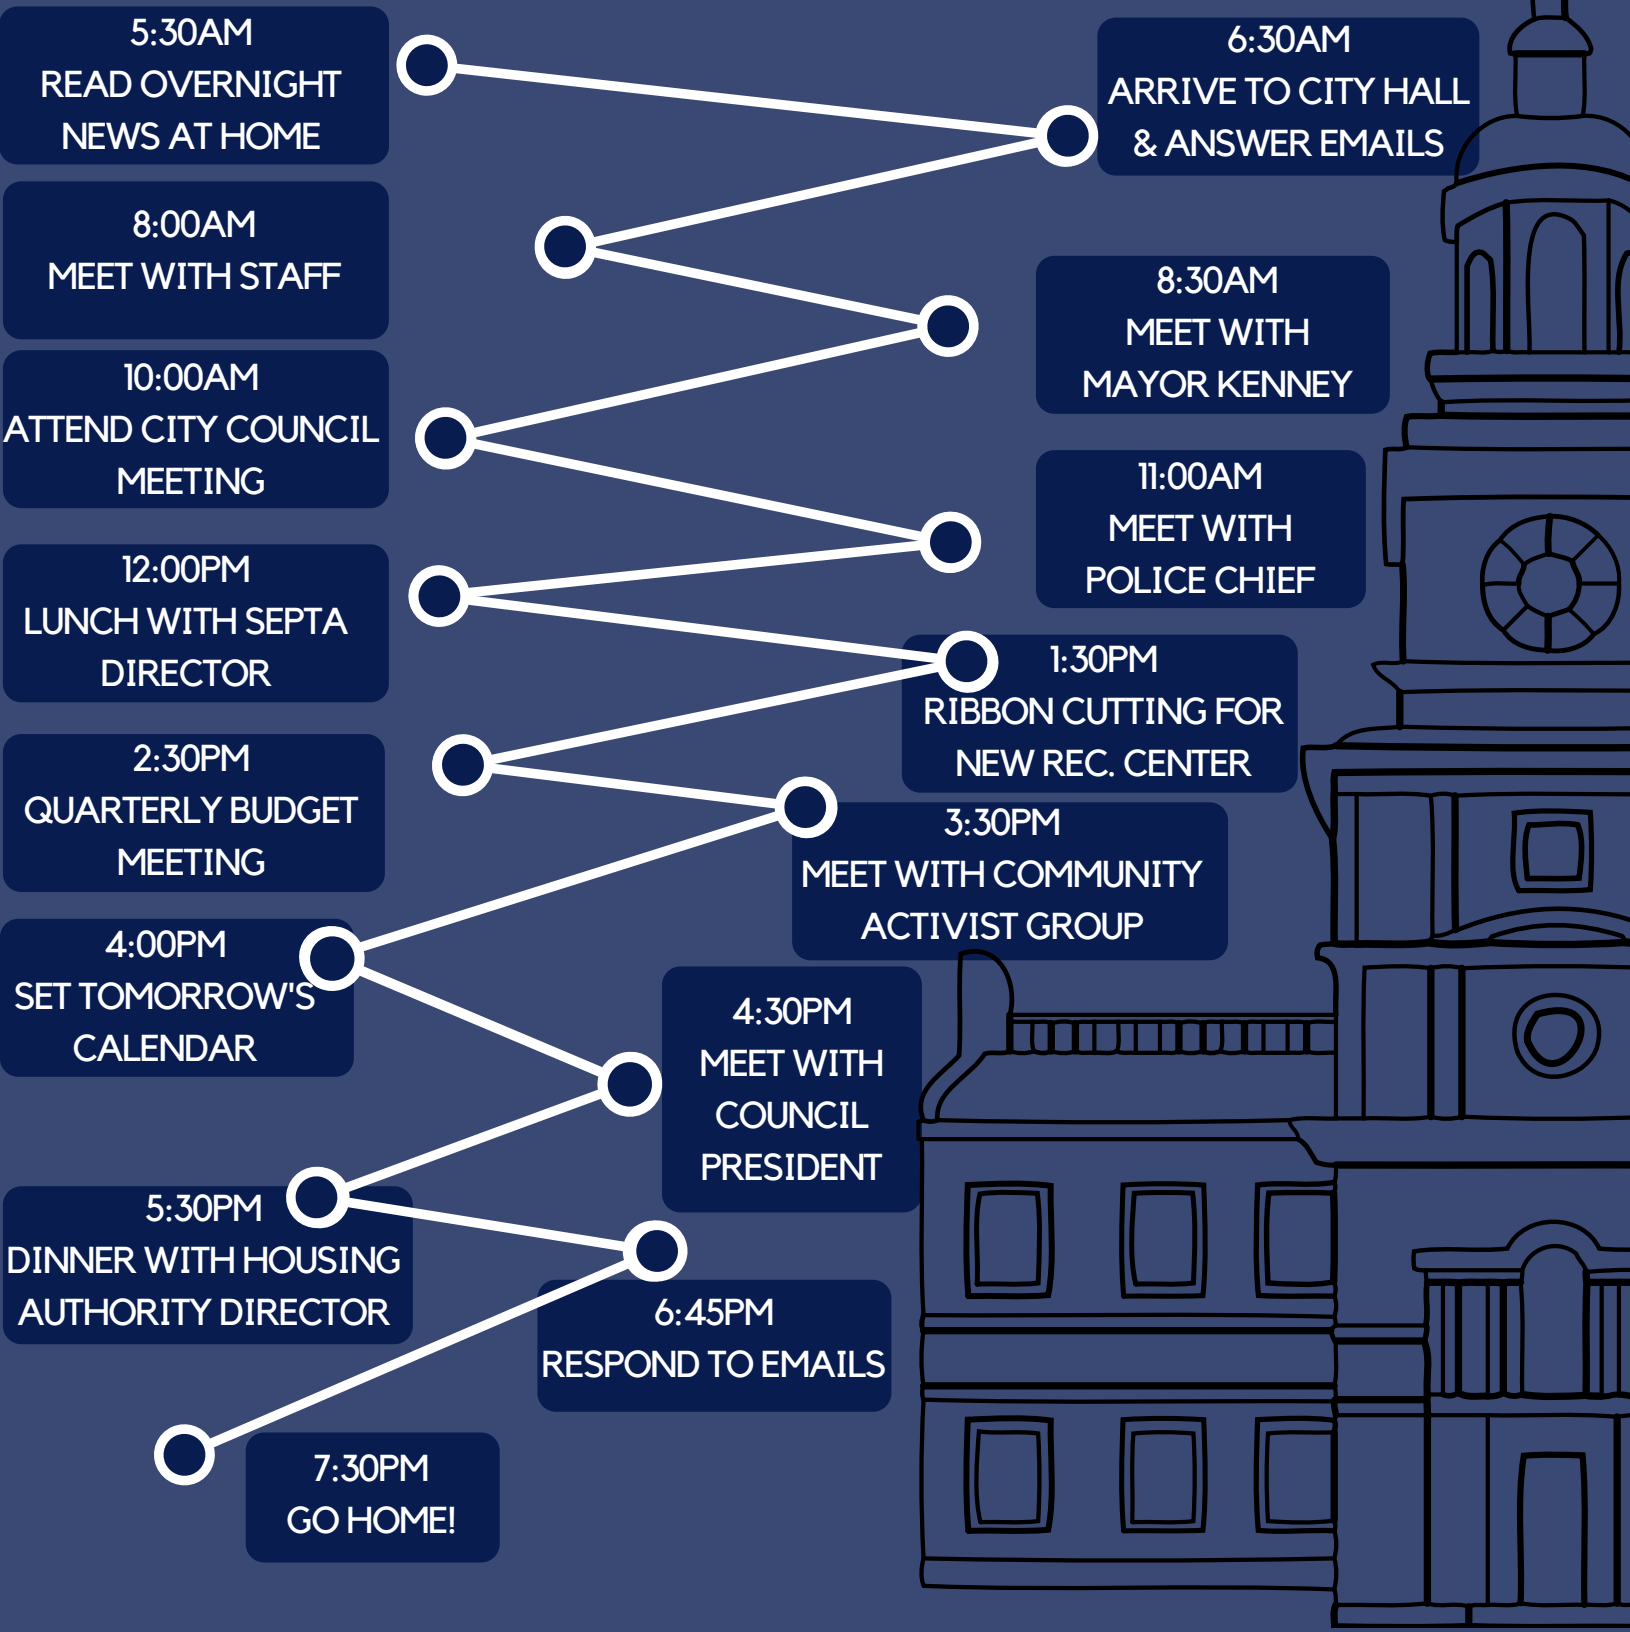 5:30AM
READ OVERNIGHT
NEWS AT HOME
6:30AM
ARRIVE TO CITY HALL
& ANSWER EMAILS
8:00AM
MEET WITH STAFF
8:30AM
MEET WITH
MAYOR KENNEY
10:00AM
ATTEND CITY COUNCIL
MEETING
11:00AM
MEET WITH
POLICE CHIEF
12:00PM
LUNCH WITH SEPTA
DIRECTOR
1:30PM
RIBBON CUTTING FOR
NEW REC. CENTER
2:30PM
QUARTERLY BUDGET
MEETING
3:30PM
MEET WITH COMMUNITY
ACTIVIST GROUP
4:00PM
SET TOMORROW'S
CALENDAR
4:30PM
MEET WITH
COUNCIL
PRESIDENT
5:30PM
DINNER WITH HOUSING
AUTHORITY DIRECTOR
6:45PM
RESPOND TO EMAILS
7:30PM
GO HOME!